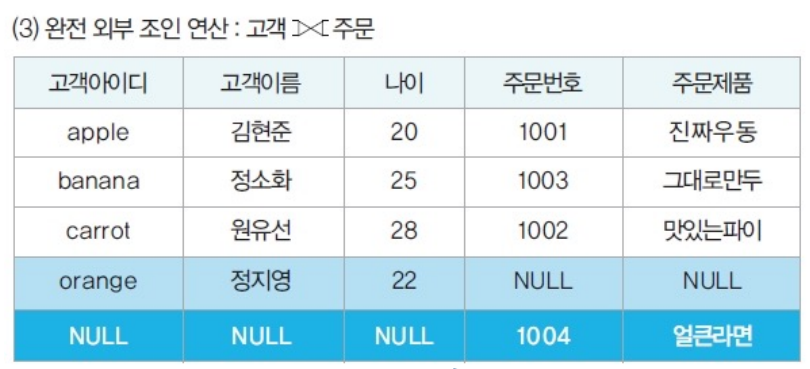 (3) 완전 외부 조인 연산 : 고객 ⟗ 주문
고객아이디 고객이름 나이 주문번호 주문제품
apple 김현준 20 1001 진짜우동
banana 정소화 25 1003 그대로만두
carrot 원유선 28 1002 맛있는파이
orange 정지영 22 NULL NULL
NULL NULL NULL 1004 얼큰라면